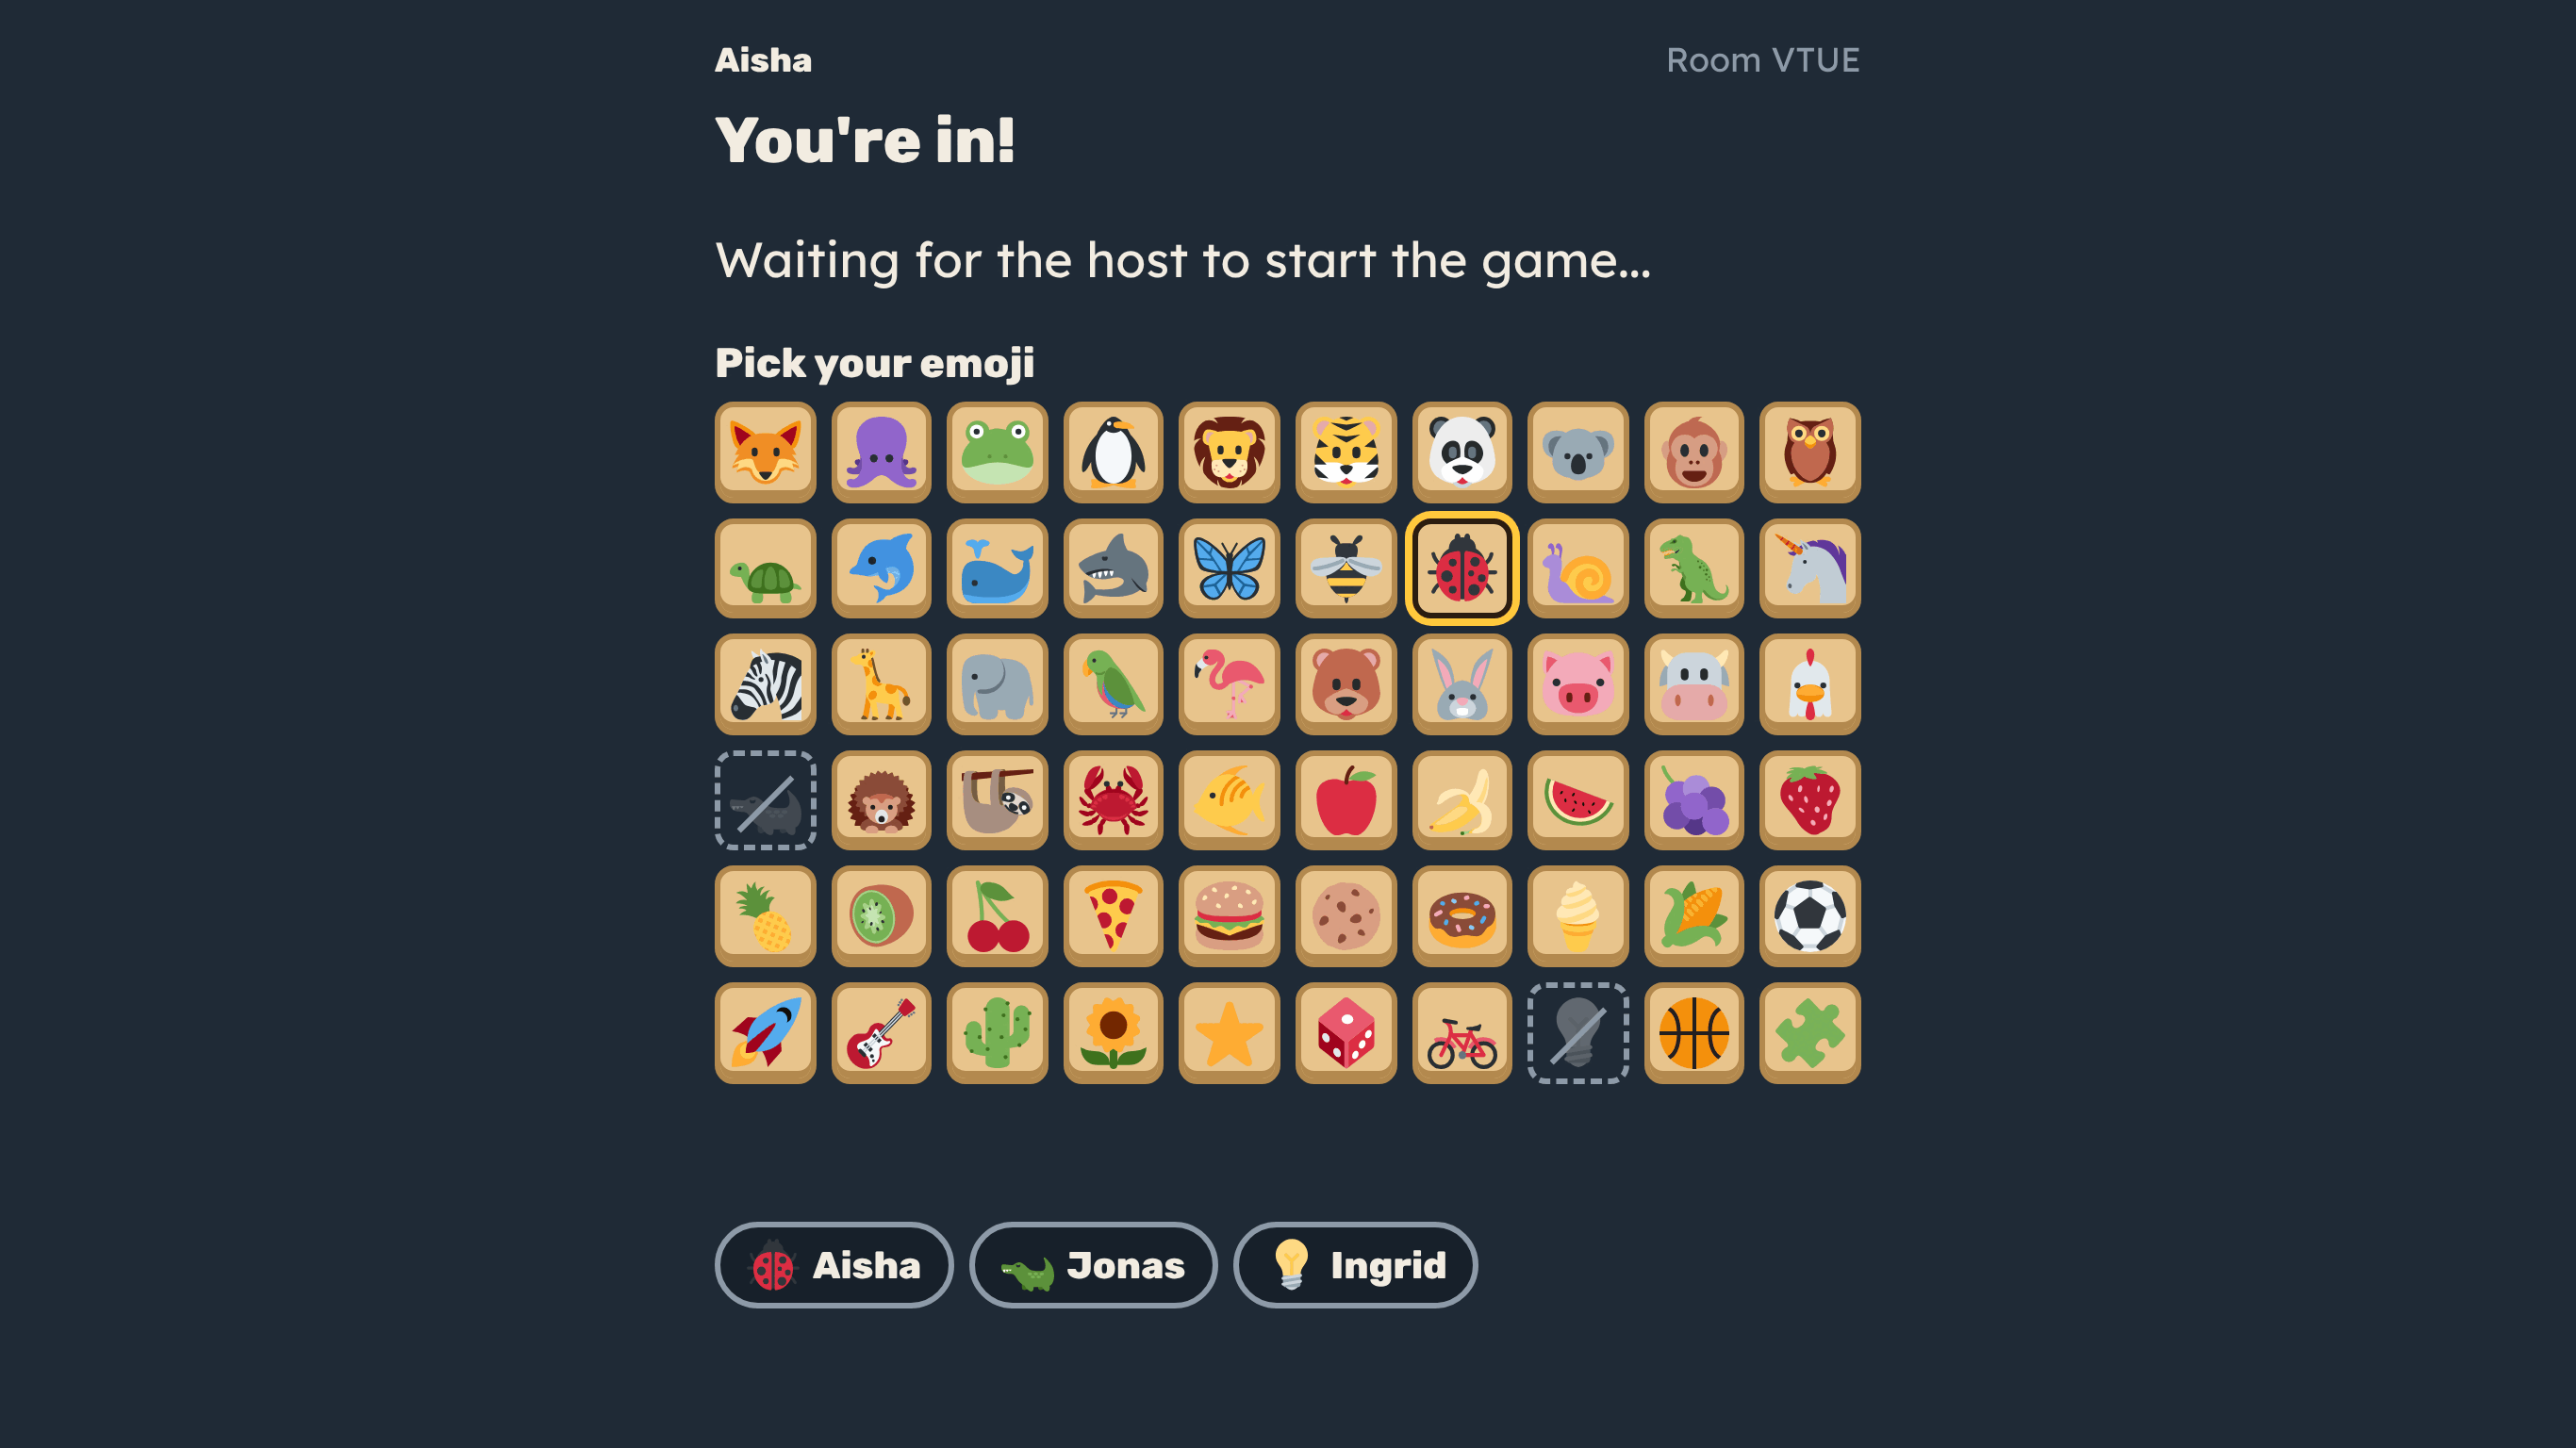 Aisha
Room VTUE
You're in!
Waiting for the host to start the game...
Pick your emoji
Aisha
Jonas
Ingrid